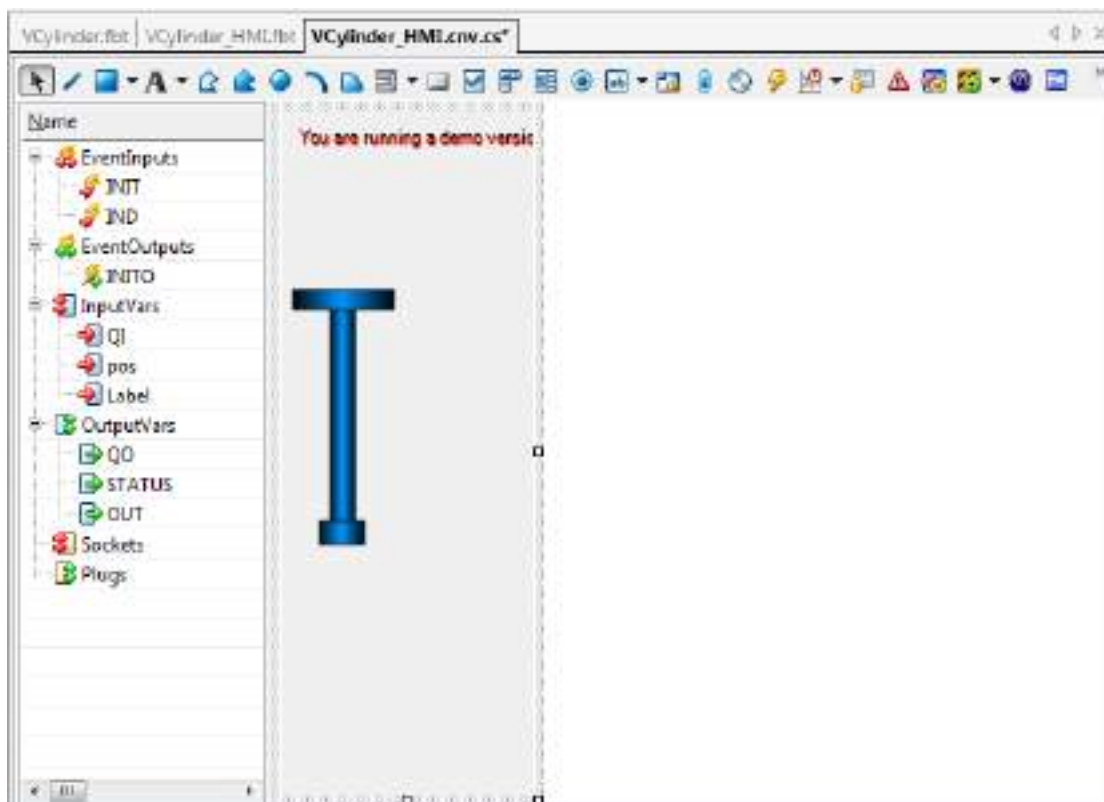 VCylinder.fbt VCylinder_HMI.fbt VCylinder_HMI.cnv.cs*
Name
You are running a demo versic
EventInputs
INIT
IND
EventOutputs
INITO
InputVars
QI
pos
Label
OutputVars
QO
STATUS
OUT
Sockets
Plugs